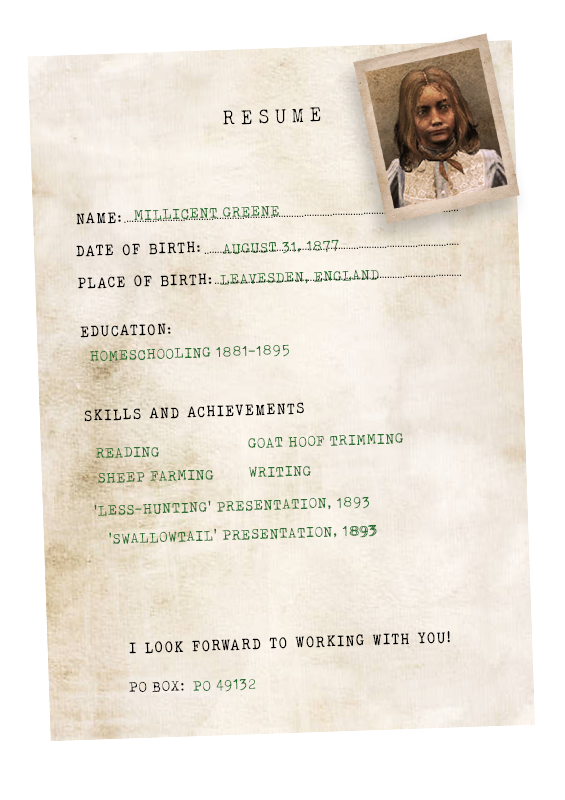 RESUME
NAME: MILLICENT GREENE
DATE OF BIRTH: AUGUST 31, 1877
PLACE OF BIRTH: LEAVESDEN, ENGLAND
EDUCATION:
HOMESCHOOLING 1881-1895
SKILLS AND ACHIEVEMENTS
READING GOAT HOOF TRIMMING
SHEEP FARMING WRITING
'LESS-HUNTING' PRESENTATION, 1893
'SWALLOWTAIL' PRESENTATION, 1893
I LOOK FORWARD TO WORKING WITH YOU!
PO BOX: PO 49132